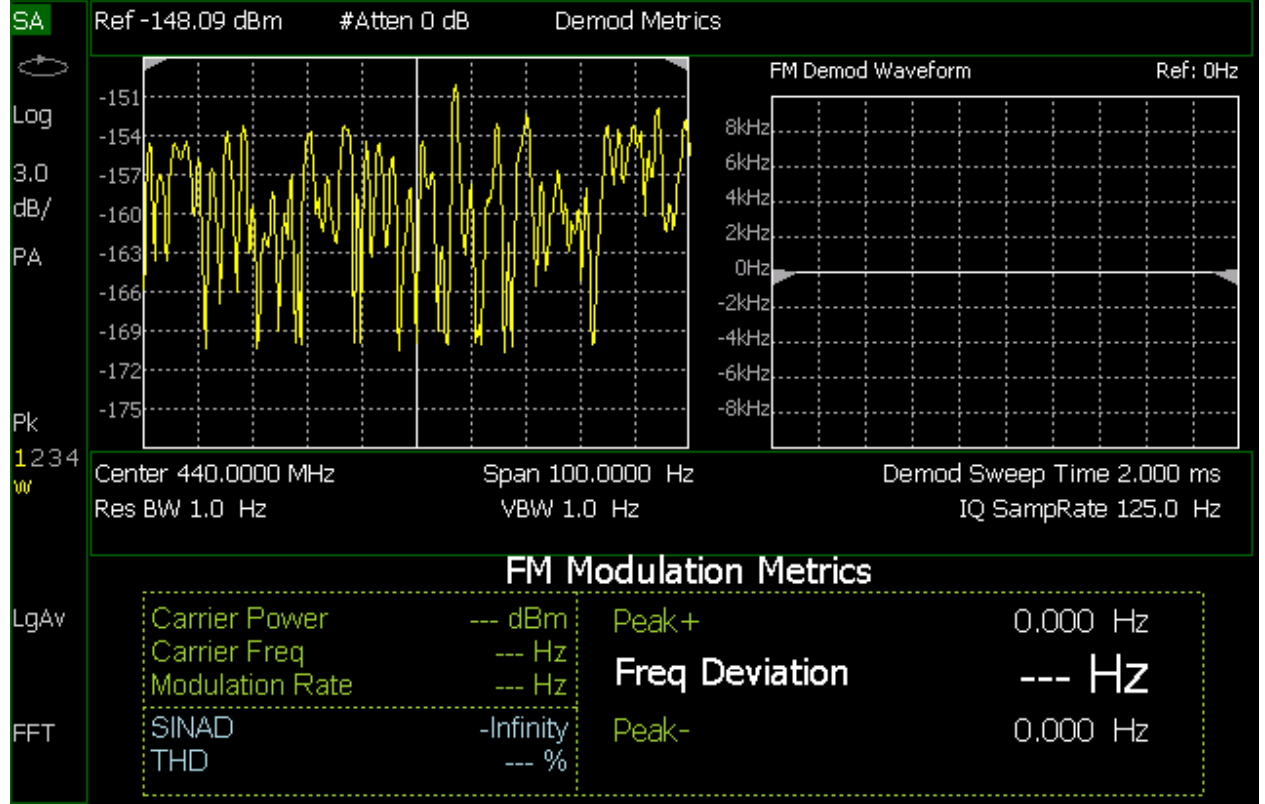 SA
Ref -148.09 dBm #Atten 0 dB Demod Metrics
Log
3.0
dB/
PA
Pk
1234
W
LgAv
FFT
-151
-154
-157
-160
-163
-166
-169
-172
-175
FM Demod Waveform Ref: 0Hz
8kHz
6kHz
4kHz
2kHz
0Hz
-2kHz
-4kHz
-6kHz
-8kHz
Center 440.0000 MHz Span 100.0000 Hz Demod Sweep Time 2.000 ms
Res BW 1.0 Hz VBW 1.0 Hz IQ SampRate 125.0 Hz
FM Modulation Metrics
Carrier Power --- dBm
Carrier Freq --- Hz
Modulation Rate --- Hz
SINAD -Infinity
THD --- %
Peak+ 0.000 Hz
Freq Deviation --- Hz
Peak- 0.000 Hz